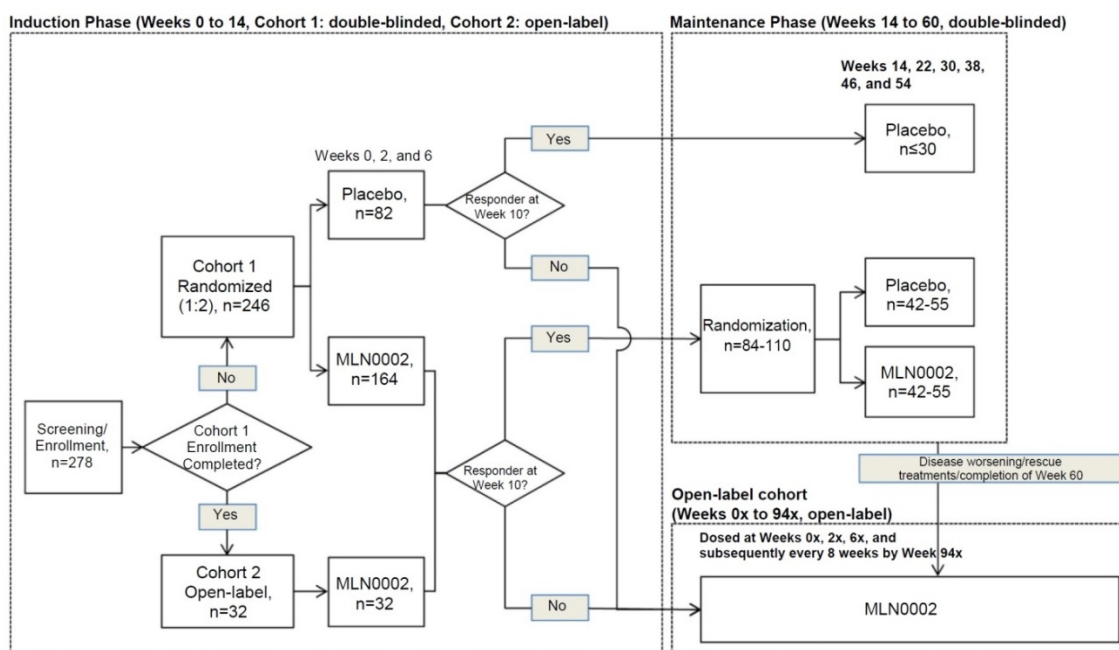 Induction Phase (Weeks 0 to 14, Cohort 1: double-blinded, Cohort 2: open-label)
Maintenance Phase (Weeks 14 to 60, double-blinded)
Weeks 14, 22, 30, 38,
46, and 54
Yes
Placebo,
n≤30
Weeks 0, 2, and 6
Placebo,
n=82
Responder at
Week 10?
No
Cohort 1
Randomized
(1:2), n=246
Placebo,
n=42-55
Yes
Randomization,
n=84-110
MLN0002,
n=164
MLN0002,
n=42-55
No
Screening/
Enrollment,
n=278
Cohort 1
Enrollment
Completed?
Responder at
Week 10?
Disease worsening/rescue
treatments/completion of Week 60
Yes
Open-label cohort
(Weeks 0x to 94x, open-label)
Dosed at Weeks 0x, 2x, 6x, and
subsequently every 8 weeks by Week 94x
Cohort 2
Open-label,
n=32
MLN0002,
n=32
No
MLN0002